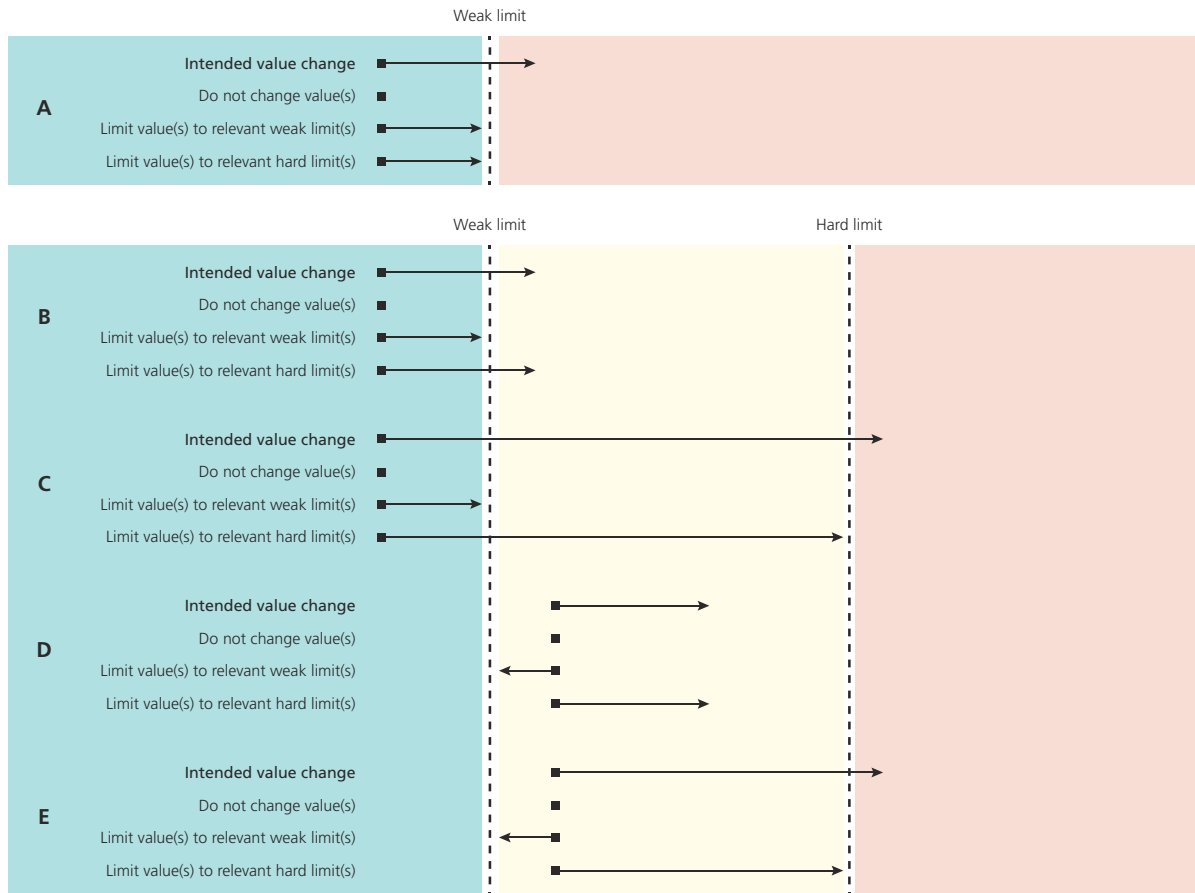 Weak limit
Intended value change
Do not change value(s)
A
Limit value(s) to relevant weak limit(s)
Limit value(s) to relevant hard limit(s)
Weak limit
Hard limit
Intended value change
Do not change value(s)
B
Limit value(s) to relevant weak limit(s)
Limit value(s) to relevant hard limit(s)
Intended value change
Do not change value(s)
C
Limit value(s) to relevant weak limit(s)
Limit value(s) to relevant hard limit(s)
Intended value change
Do not change value(s)
D
Limit value(s) to relevant weak limit(s)
Limit value(s) to relevant hard limit(s)
Intended value change
Do not change value(s)
E
Limit value(s) to relevant weak limit(s)
Limit value(s) to relevant hard limit(s)